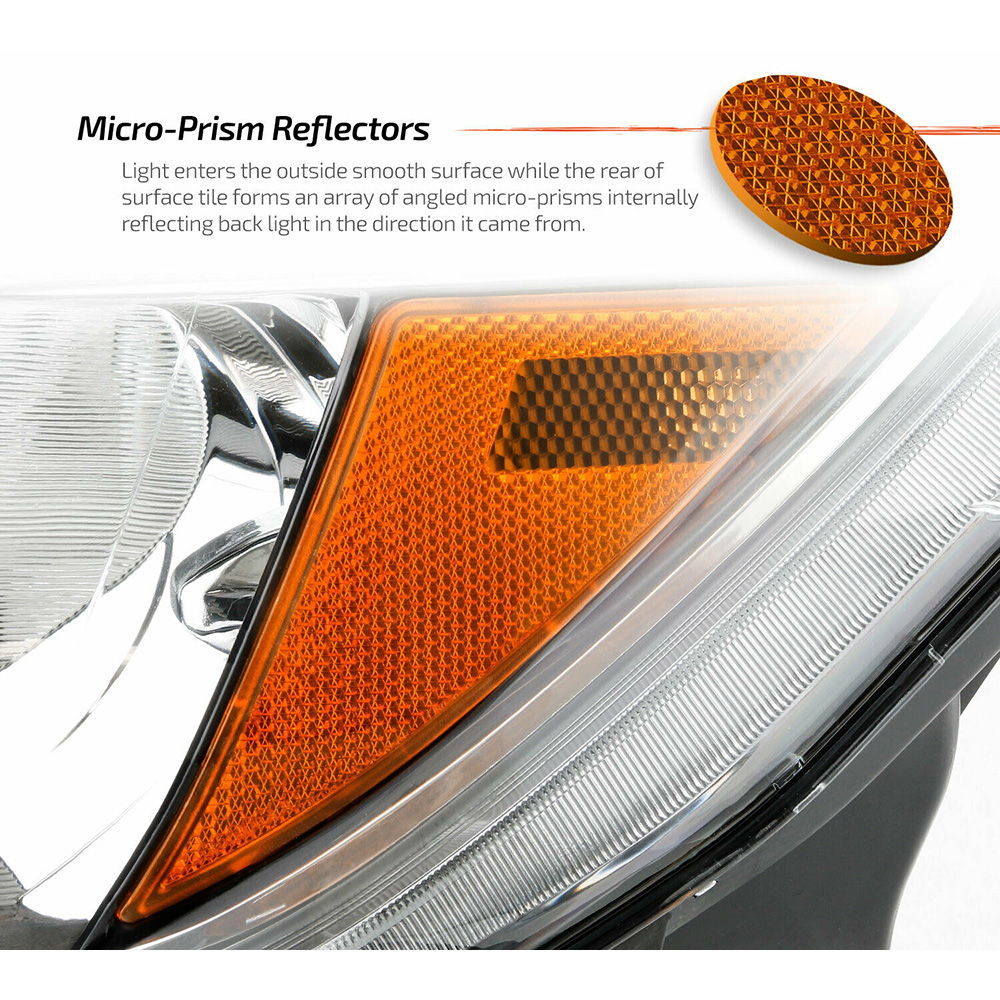 Micro-Prism Reflectors
Light enters the outside smooth surface while the rear of
surface tile forms an array of angled micro-prisms internally
reflecting back light in the direction it came from.